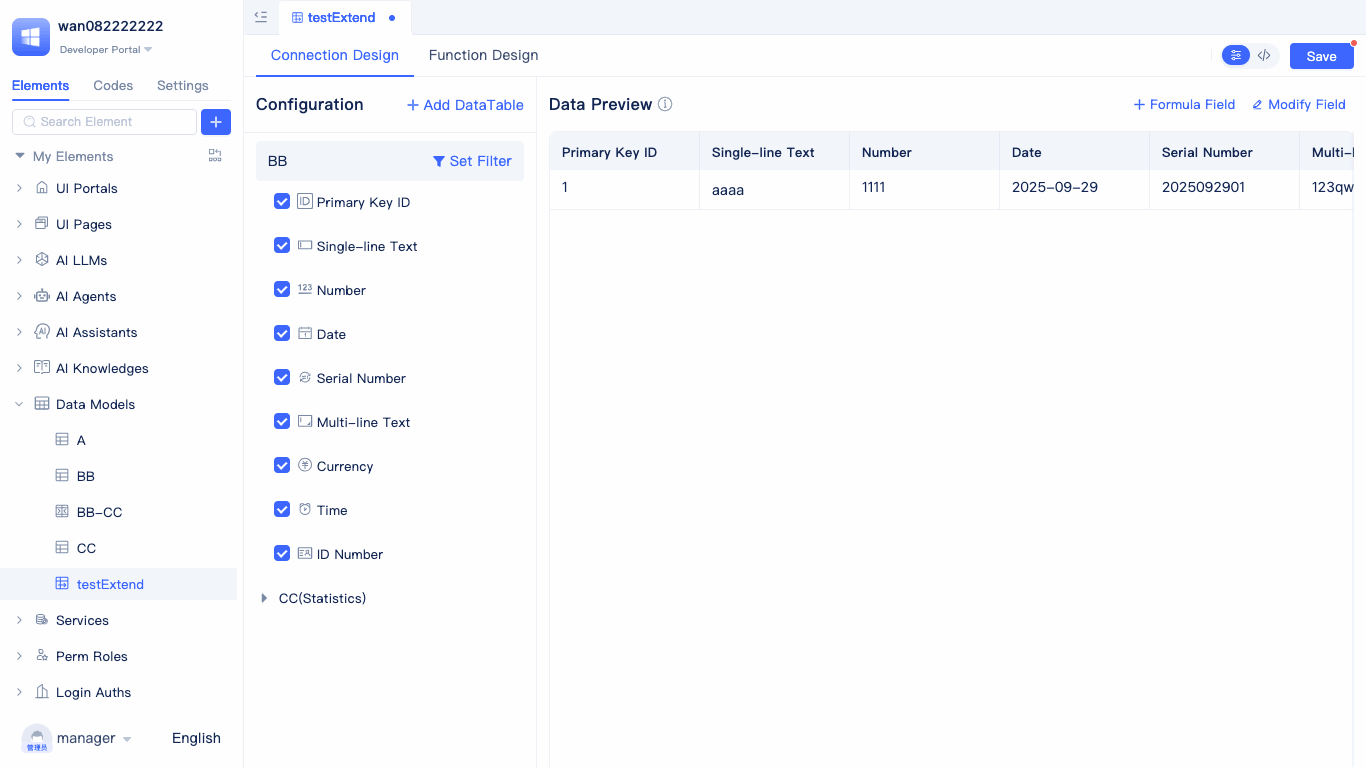 wan082222222
Developer Portal
Elements Codes Settings
Search Element
My Elements
UI Portals
UI Pages
AI LLMs
AI Agents
AI Assistants
AI Knowledges
Data Models
A
BB
BB-CC
CC
testExtend
Services
Perm Roles
Login Auths
管理员
manager English
testExtend
Connection Design Function Design
Save
Configuration + Add DataTable
BB Set Filter
ID Primary Key ID
Single-line Text
123 Number
Date
Serial Number
Multi-line Text
Currency
Time
ID Number
CC(Statistics)
Data Preview
+ Formula Field Modify Field
Primary Key ID Single-line Text Number Date Serial Number Multi-l
1 aaaa 1111 2025-09-29 2025092901 123qw